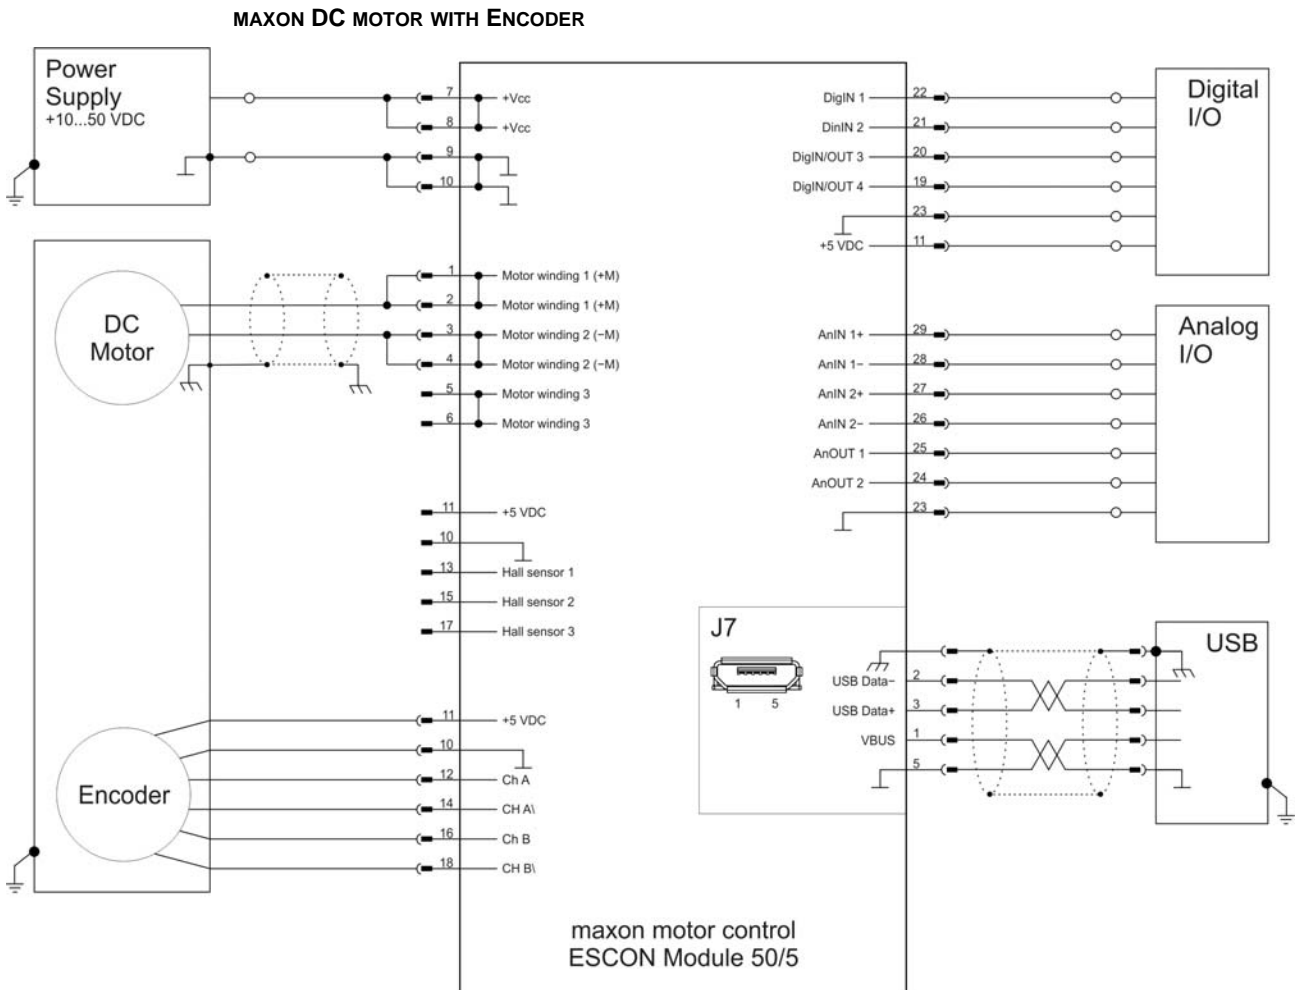 MAXON DC MOTOR WITH ENCODER
Power
Supply
+10...50 VDC
7 +Vcc
8 +Vcc
9
10
DC
Motor
1 Motor winding 1 (+M)
2 Motor winding 1 (+M)
3 Motor winding 2 (−M)
4 Motor winding 2 (−M)
5 Motor winding 3
6 Motor winding 3
11 +5 VDC
10
13 Hall sensor 1
15 Hall sensor 2
17 Hall sensor 3
Encoder
11 +5 VDC
10
12 Ch A
14 CH A\
16 Ch B
18 CH B\
DigIN 1 22
DinIN 2 21
DigIN/OUT 3 20
DigIN/OUT 4 19
23
+5 VDC 11
Digital
I/O
AnIN 1+ 29
AnIN 1− 28
AnIN 2+ 27
AnIN 2− 26
AnOUT 1 25
AnOUT 2 24
23
Analog
I/O
J7
1 5
USB Data− 2
USB Data+ 3
VBUS 1
5
USB
maxon motor control
ESCON Module 50/5